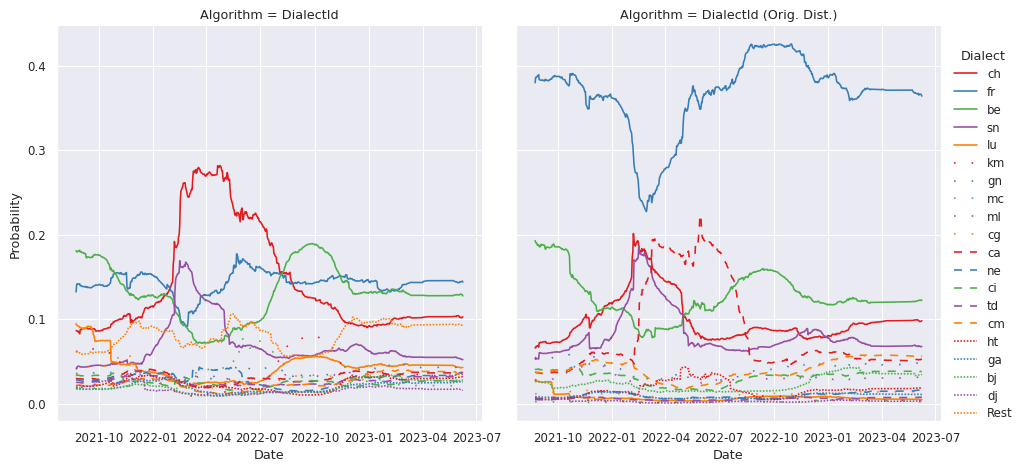 Algorithm = DialectId
Algorithm = DialectId (Orig. Dist.)
Probability
0.4
0.3
0.2
0.1
0.0
2021-10 2022-01 2022-04 2022-07 2022-10 2023-01 2023-04 2023-07
Date
2021-10 2022-01 2022-04 2022-07 2022-10 2023-01 2023-04 2023-07
Date
Dialect
ch
fr
be
sn
lu
km
gn
mc
ml
cg
ca
ne
ci
td
cm
ht
ga
bj
dj
Rest